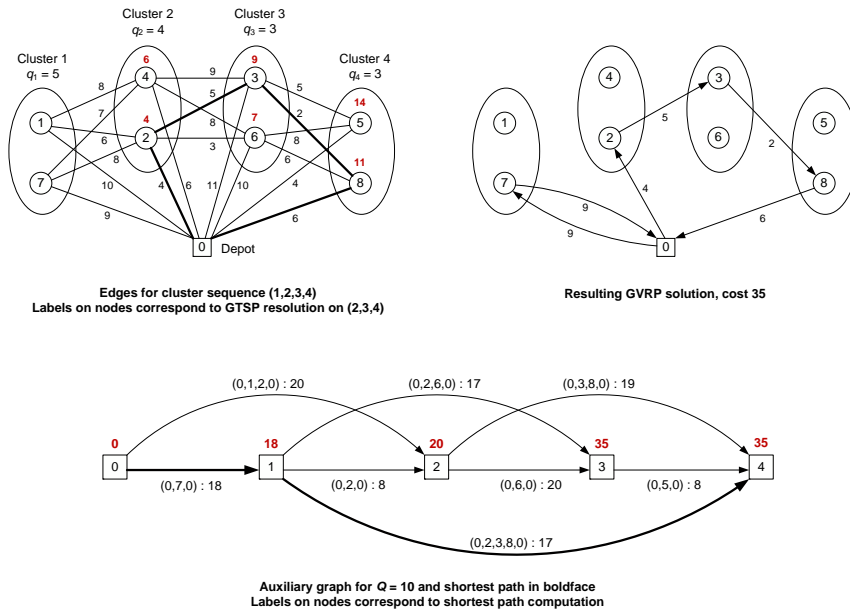 Cluster 2
q2 = 4
Cluster 3
q3 = 3
Cluster 1
q1 = 5
Cluster 4
q4 = 3
6
9
4
9
3
8
5
5
14
1
7
4
8
2
7
5
6
2
3
6
8
11
8
6
7
8
10
4
6
11
10
4
9
6
0
Depot
Edges for cluster sequence (1,2,3,4)
Labels on nodes correspond to GTSP resolution on (2,3,4)
4
3
1
5
5
2
6
2
7
8
9
4
6
9
0
Resulting GVRP solution, cost 35
(0,1,2,0) : 20
(0,2,6,0) : 17
(0,3,8,0) : 19
0
18
20
35
35
0
1
2
3
4
(0,7,0) : 18
(0,2,0) : 8
(0,6,0) : 20
(0,5,0) : 8
(0,2,3,8,0) : 17
Auxiliary graph for Q = 10 and shortest path in boldface
Labels on nodes correspond to shortest path computation